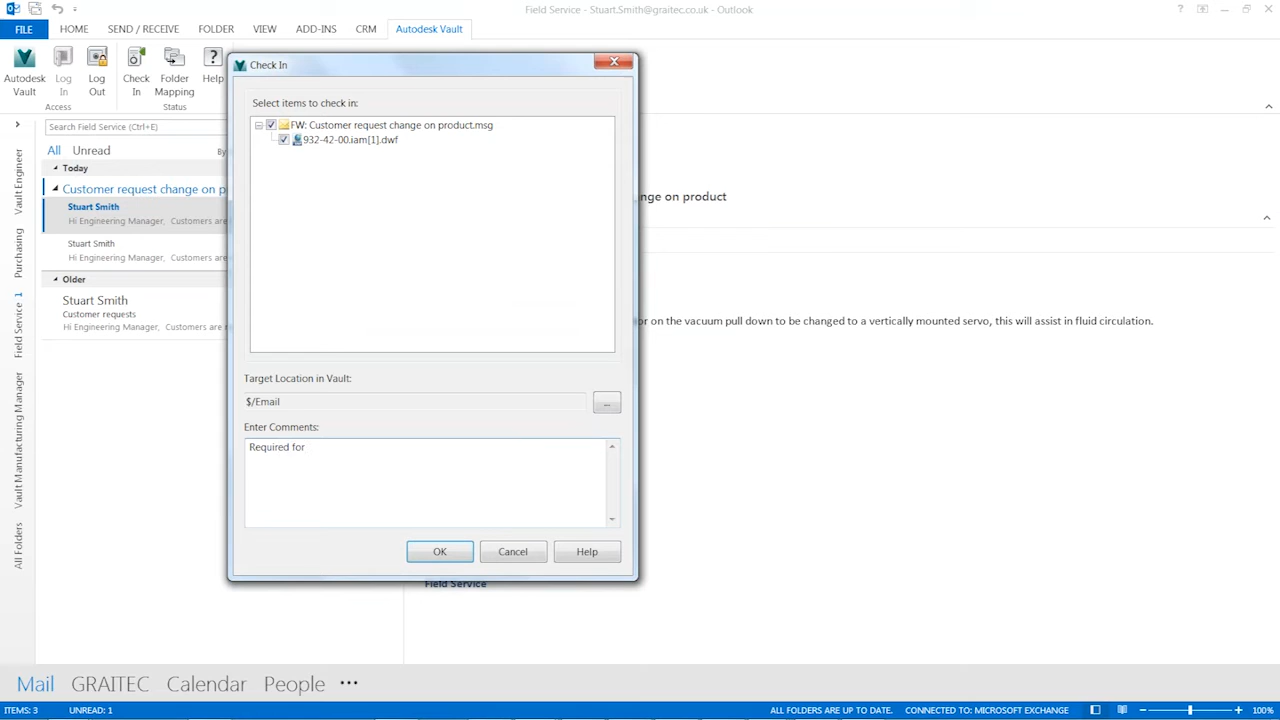 Field Service - Stuart.Smith@graitec.co.uk - Outlook
FILE HOME SEND / RECEIVE FOLDER VIEW ADD-INS CRM Autodesk Vault
Autodesk Vault
Log In
Log Out
Check In
Folder Mapping
Help
Access
Status
Search Field Service (Ctrl+E)
All Unread By
Today
Customer request change on p
Stuart Smith
Hi Engineering Manager, Customers are
Stuart Smith
Hi Engineering Manager, Customers are
Older
Stuart Smith
Customer requests
Hi Engineering Manager, Customers are r
Vault Engineer
Purchasing
Field Service 1
Vault Manufacturing Manager
All Folders
Check In
Select items to check in:
FW: Customer request change on product.msg
932-42-00.iam[1].dwf
Target Location in Vault:
$/Email
...
Enter Comments:
Required for
OK Cancel Help
nge on product
or on the vacuum pull down to be changed to a vertically mounted servo, this will assist in fluid circulation.
Field Service
Mail GRAITEC Calendar People •••
ITEMS: 3 UNREAD: 1 ALL FOLDERS ARE UP TO DATE. CONNECTED TO: MICROSOFT EXCHANGE 100%